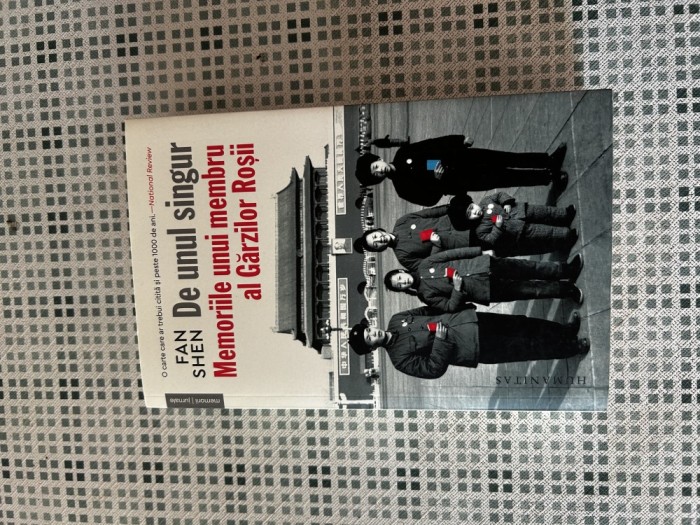 O carte care ar trebui citită și peste 1000 de ani. —National Review
FAN
SHEN
De unul singur
Memoriile unui membru
al Gărzilor Roșii
memorii | jurnale
HUMANITAS